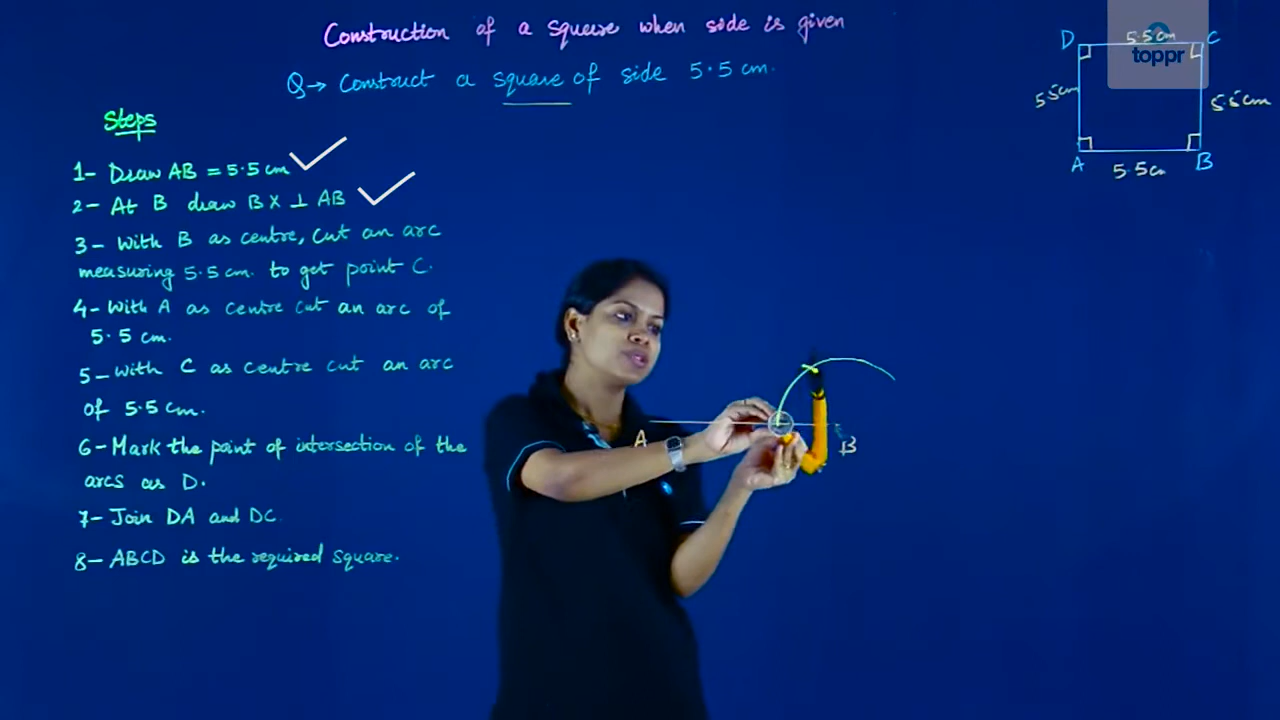 Construction of a square when side is given
Q→ Construct a square of side 5.5 cm.
Steps
1- Draw AB = 5.5 cm
2- At B draw BX ⊥ AB
3- With B as centre, cut an arc
measuring 5.5 cm. to get point C.
4- With A as centre cut an arc of
5.5 cm.
5- With C as centre cut an arc
of 5.5 cm.
6- Mark the point of intersection of the
arcs as D.
7- Join DA and DC.
8- ABCD is the required square.
D 5.5 cm C
toppr
5.5cm 5.5cm
A 5.5cm B
A B